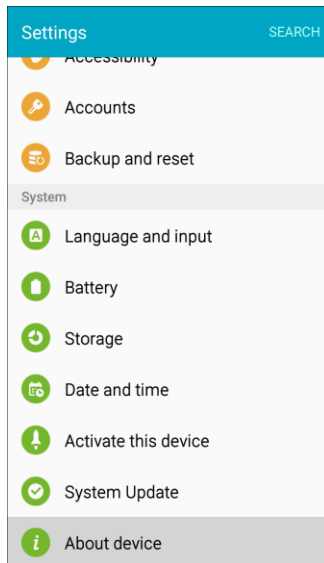 Settings
SEARCH
Accessibility
Accounts
Backup and reset
System
Language and input
Battery
Storage
Date and time
Activate this device
System Update
About device